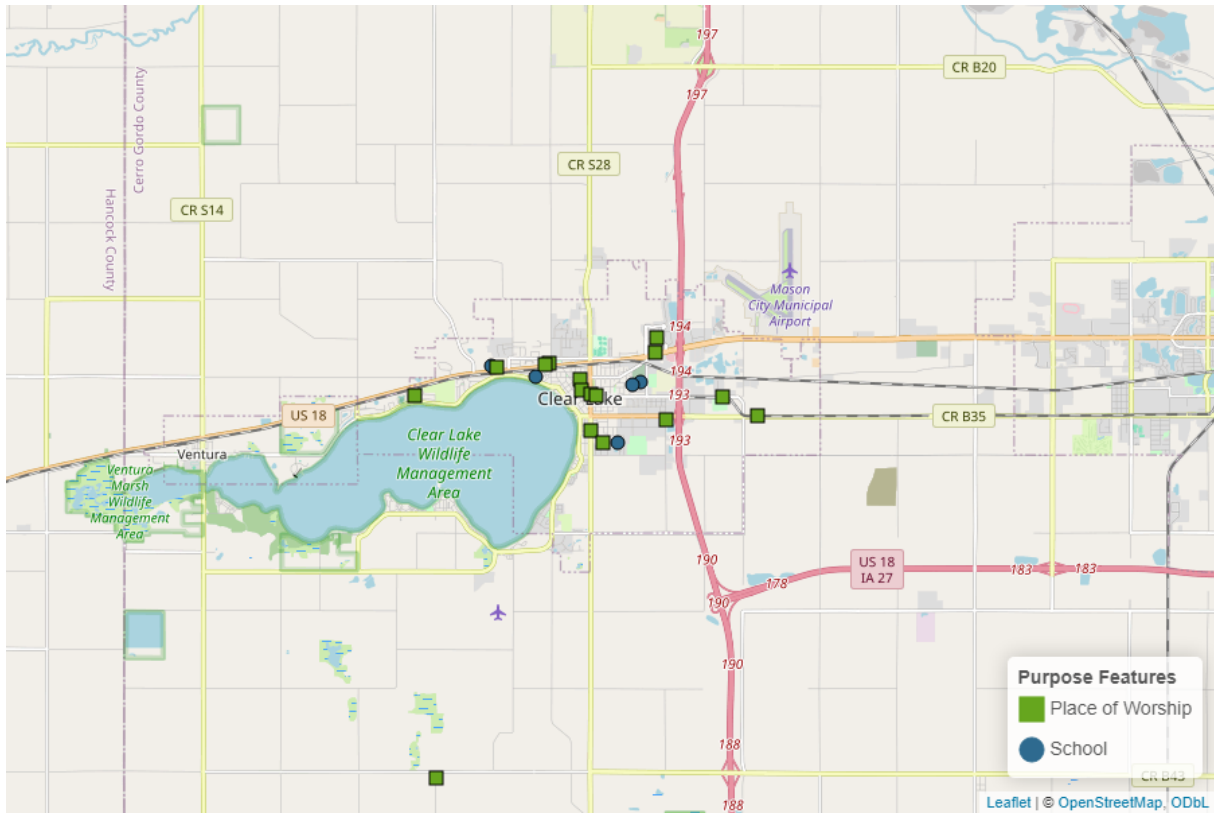 197
CR B20
197
Cerro Gordo County
CR S28
Hancock County
CR S14
Mason
City Municipal
Airport
194
194
193
Clear Lake
US 18
CR B35
Clear Lake
Wildlife
Management
Area
193
Ventura
Ventura
Marsh
Wildlife
Management
Area
190
US 18
IA 27
178
183
183
190
190
188
188
CR B43
Purpose Features
Place of Worship
School
Leaflet | © OpenStreetMap, ODbL